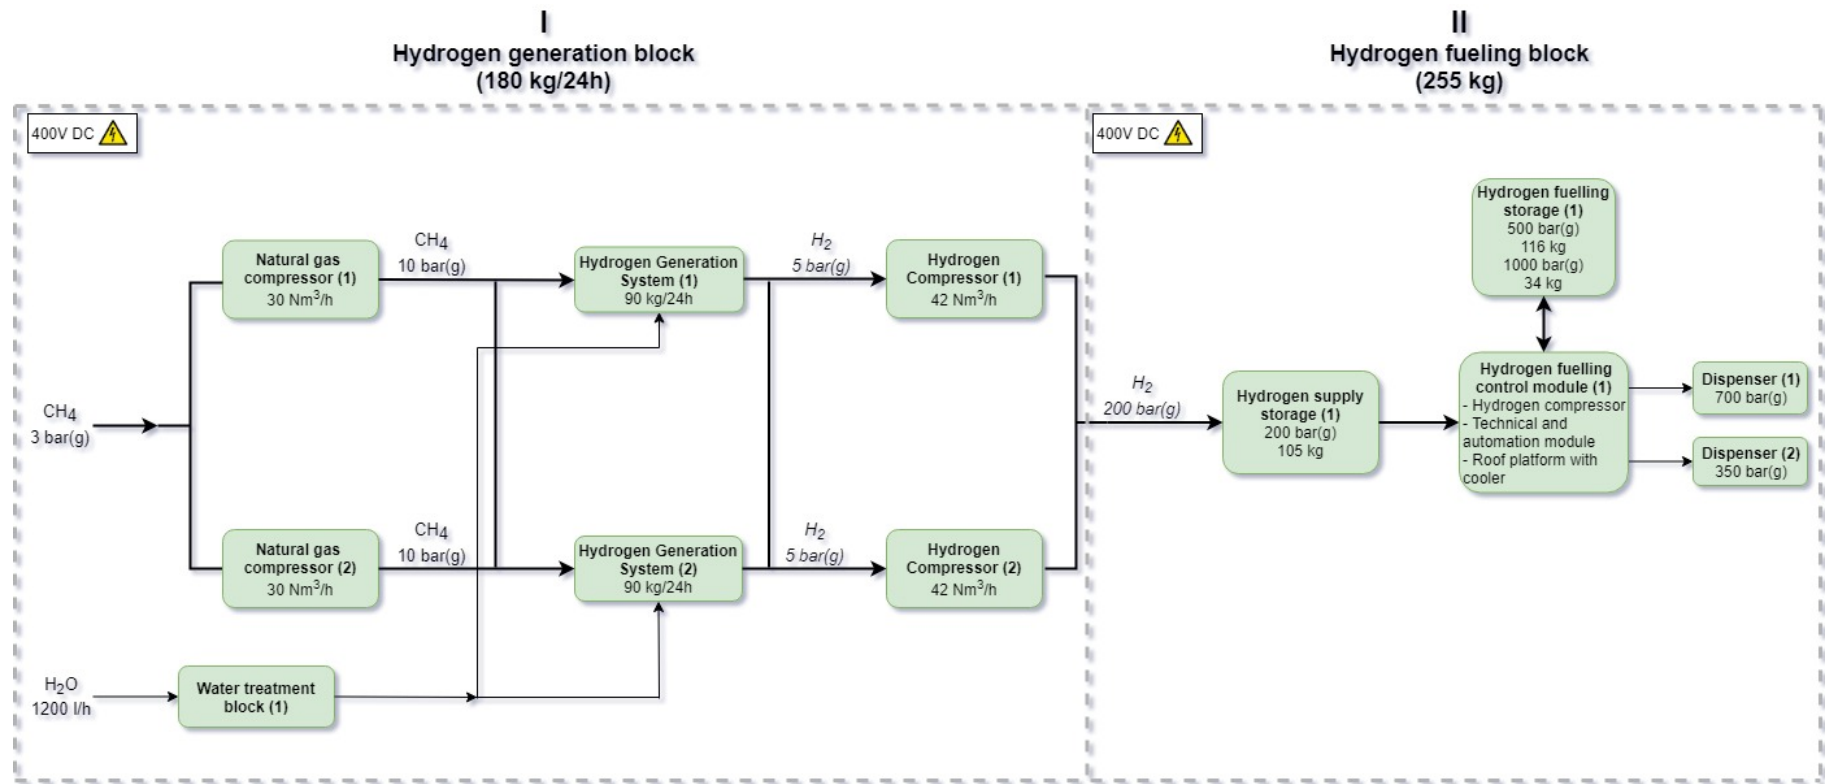 I
Hydrogen generation block
(180 kg/24h)
II
Hydrogen fueling block
(255 kg)
400V DC
400V DC
CH4
3 bar(g)
Natural gas
compressor (1)
30 Nm³/h
CH4
10 bar(g)
Hydrogen Generation
System (1)
90 kg/24h
H2
5 bar(g)
Hydrogen
Compressor (1)
42 Nm³/h
Natural gas
compressor (2)
30 Nm³/h
CH4
10 bar(g)
Hydrogen Generation
System (2)
90 kg/24h
H2
5 bar(g)
Hydrogen
Compressor (2)
42 Nm³/h
H2O
1200 l/h
Water treatment
block (1)
H2
200 bar(g)
Hydrogen supply
storage (1)
200 bar(g)
105 kg
Hydrogen fuelling
storage (1)
500 bar(g)
116 kg
1000 bar(g)
34 kg
Hydrogen fuelling
control module (1)
- Hydrogen compressor
- Technical and
automation module
- Roof platform with
cooler
Dispenser (1)
700 bar(g)
Dispenser (2)
350 bar(g)